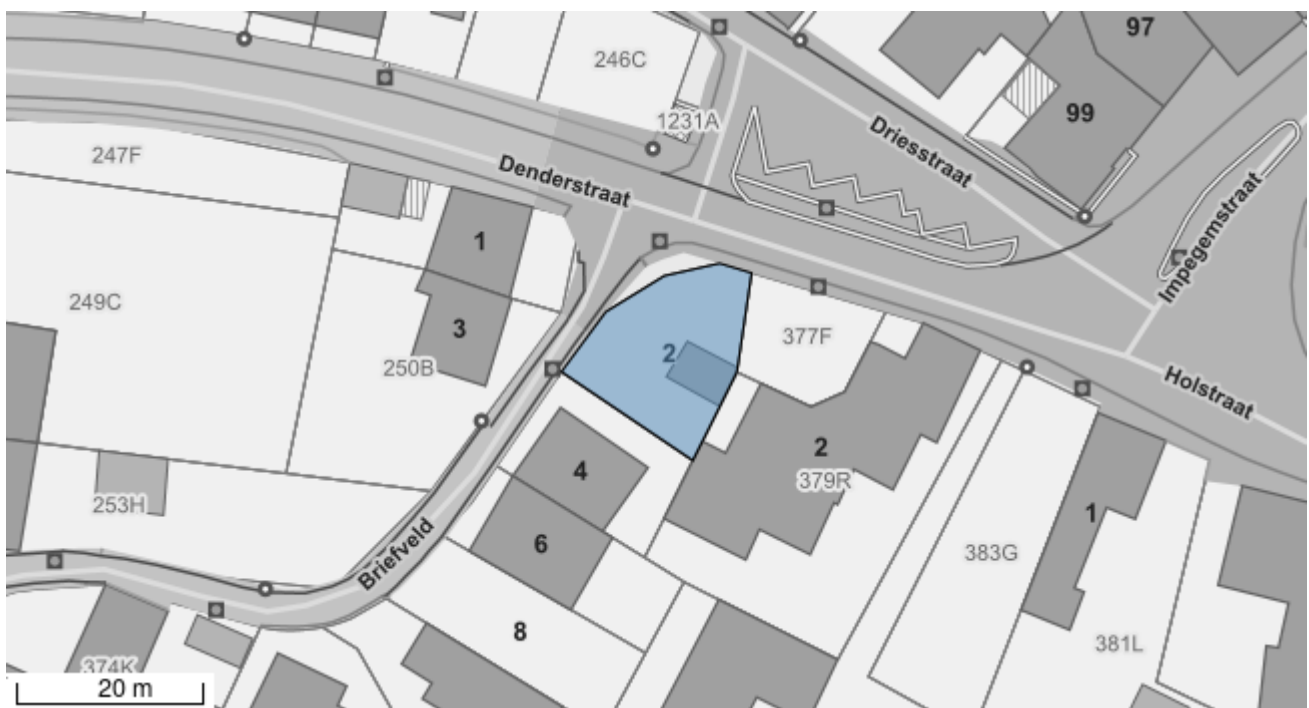 97
246C
99
1231A
Driesstraat
247F
Denderstraat
Impegemstraat
1
249C
3
250B
2
377F
Holstraat
2
379R
4
253H
6
1
383G
Briefveld
8
381L
374K
20 m